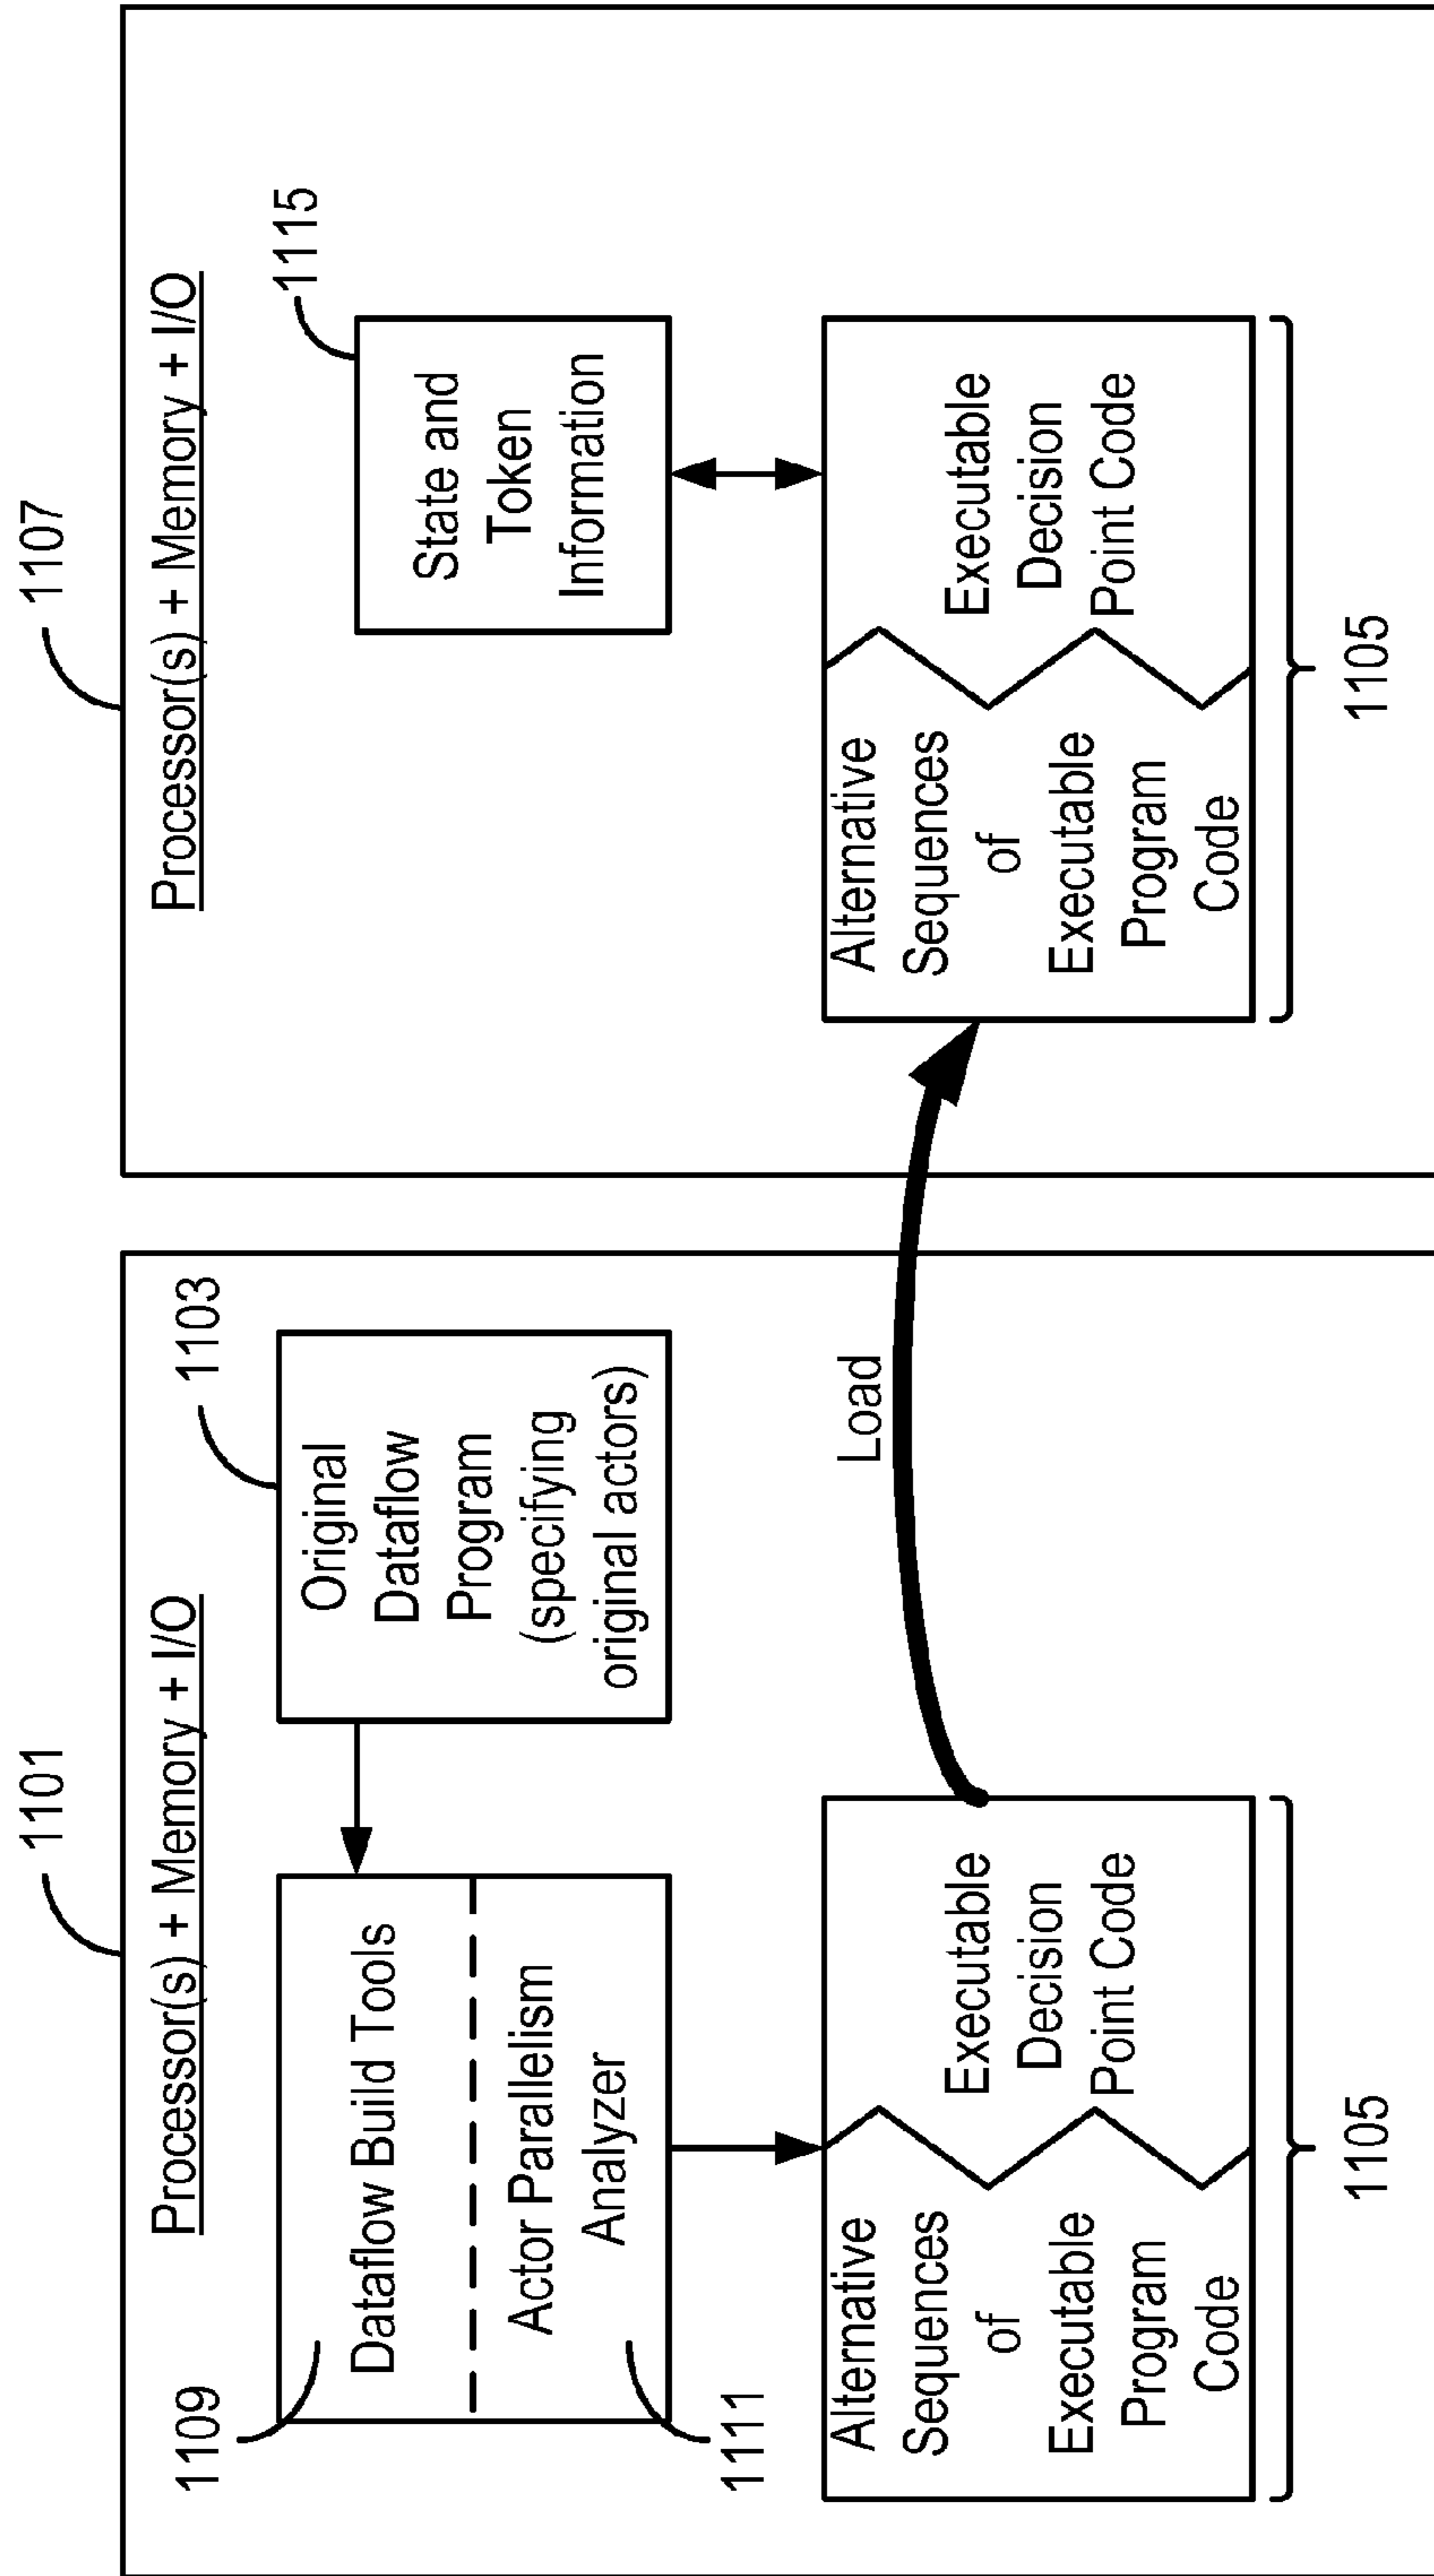 1101
Processor(s) + Memory + I/O
1109
Dataflow Build Tools
Actor Parallelism
Analyzer
1111
1103
Original
Dataflow
Program
(specifying
original actors)
Alternative
Sequences
of
Executable
Program
Code
Executable
Decision
Point Code
1105
Load
1107
Processor(s) + Memory + I/O
1115
State and
Token
Information
Alternative
Sequences
of
Executable
Program
Code
Executable
Decision
Point Code
1105